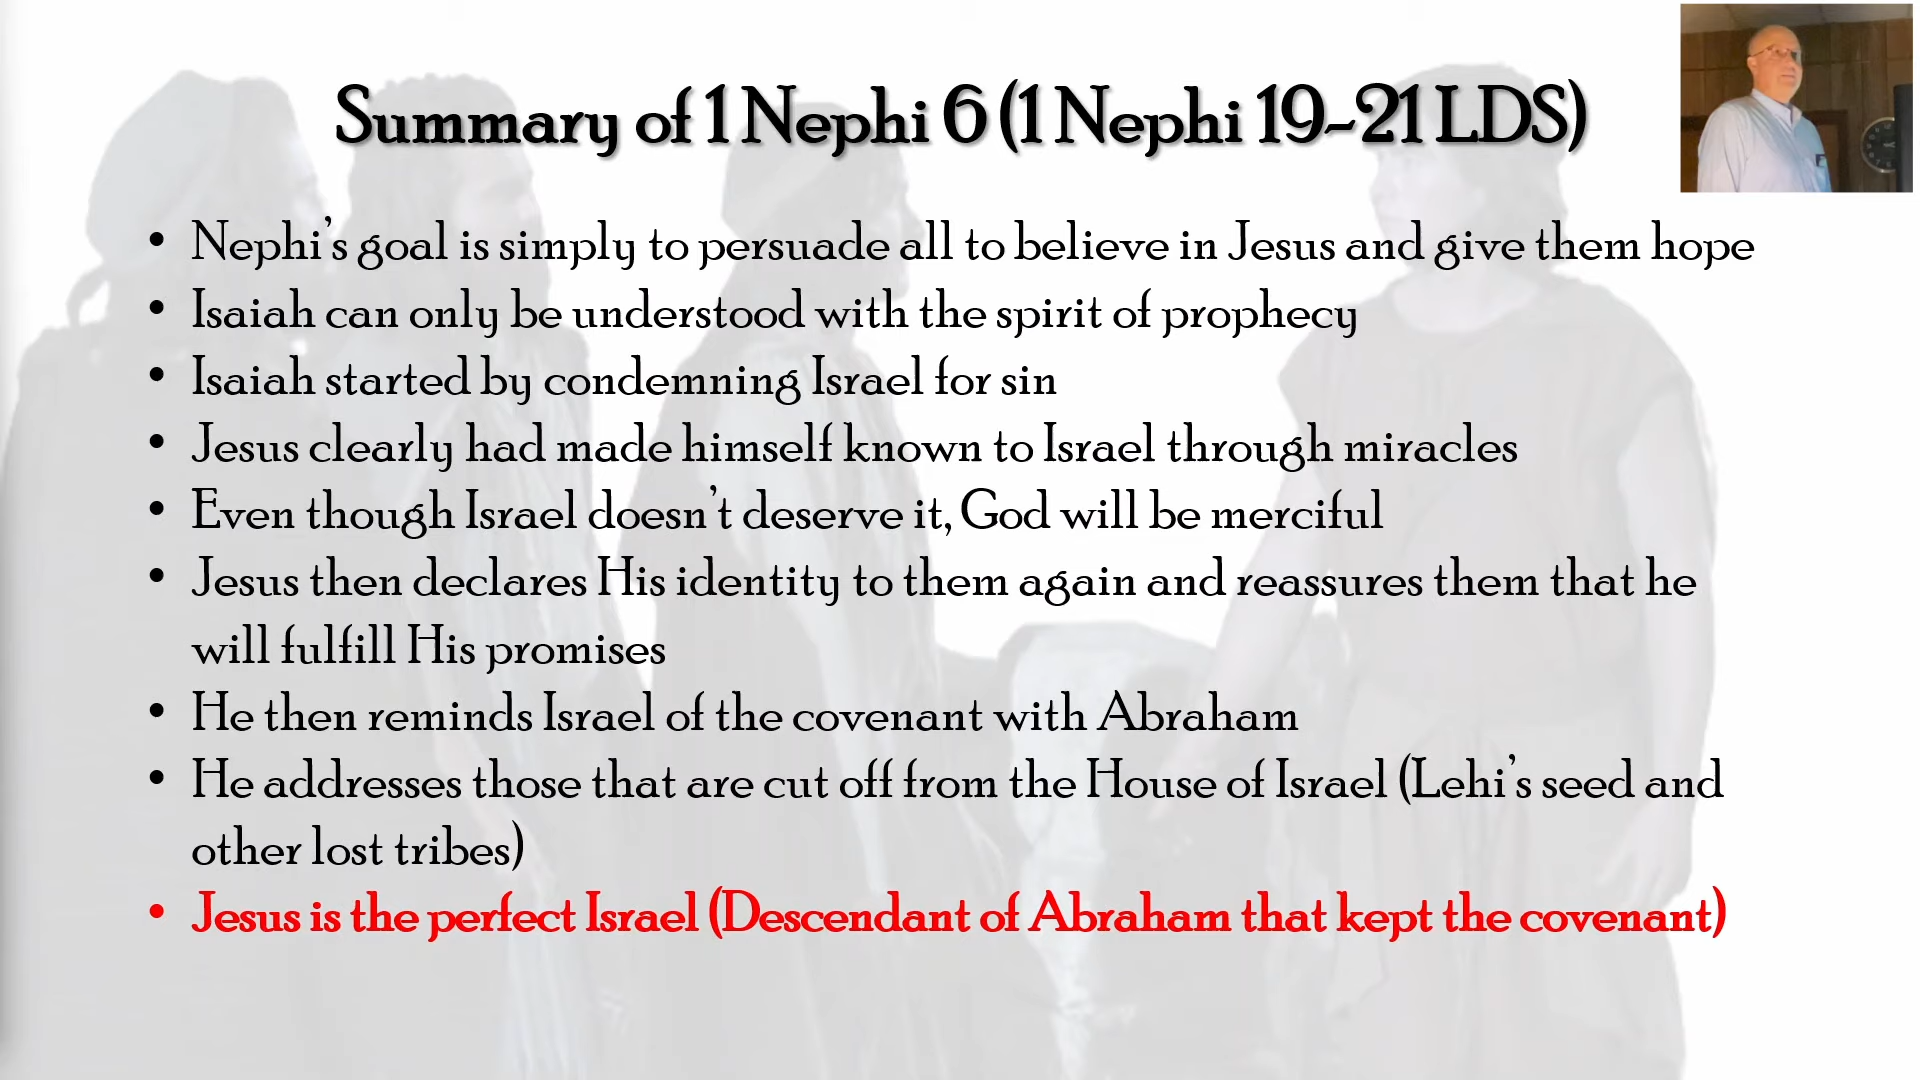 Summary of 1 Nephi 6 (1 Nephi 19-21 LDS)
• Nephi's goal is simply to persuade all to believe in Jesus and give them hope
• Isaiah can only be understood with the spirit of prophecy
• Isaiah started by condemning Israel for sin
• Jesus clearly had made himself known to Israel through miracles
• Even though Israel doesn't deserve it, God will be merciful
• Jesus then declares His identity to them again and reassures them that he
will fulfill His promises
• He then reminds Israel of the covenant with Abraham
• He addresses those that are cut off from the House of Israel (Lehi's seed and
other lost tribes)
• Jesus is the perfect Israel (Descendant of Abraham that kept the covenant)